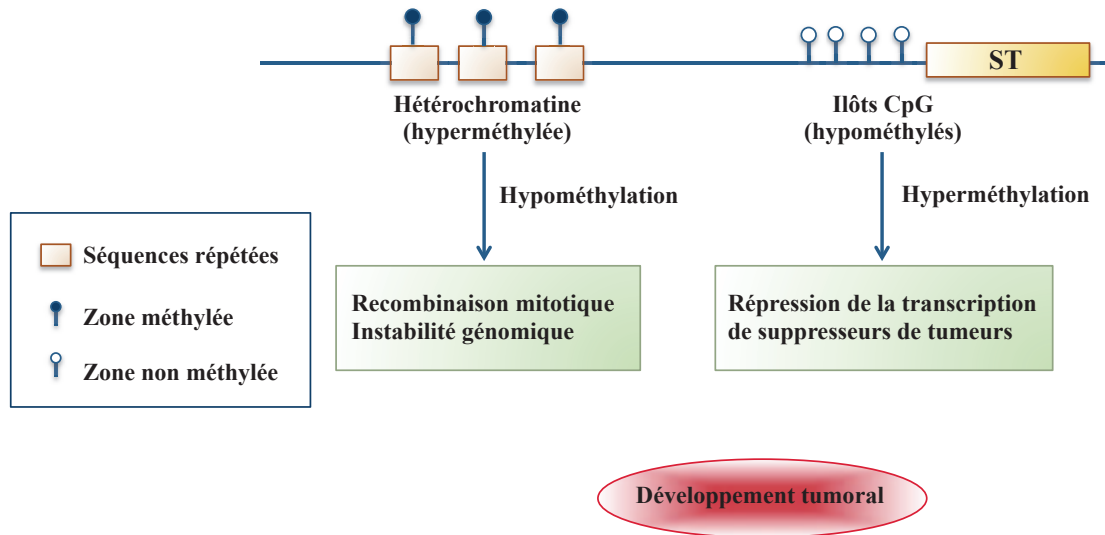 ST
Hétérochromatine
(hyperméthylée)
Ilôts CpG
(hypométhylés)
Hypométhylation
Hyperméthylation
Séquences répétées
Zone méthylée
Zone non méthylée
Recombinaison mitotique
Instabilité génomique
Répression de la transcription
de suppresseurs de tumeurs
Développement tumoral